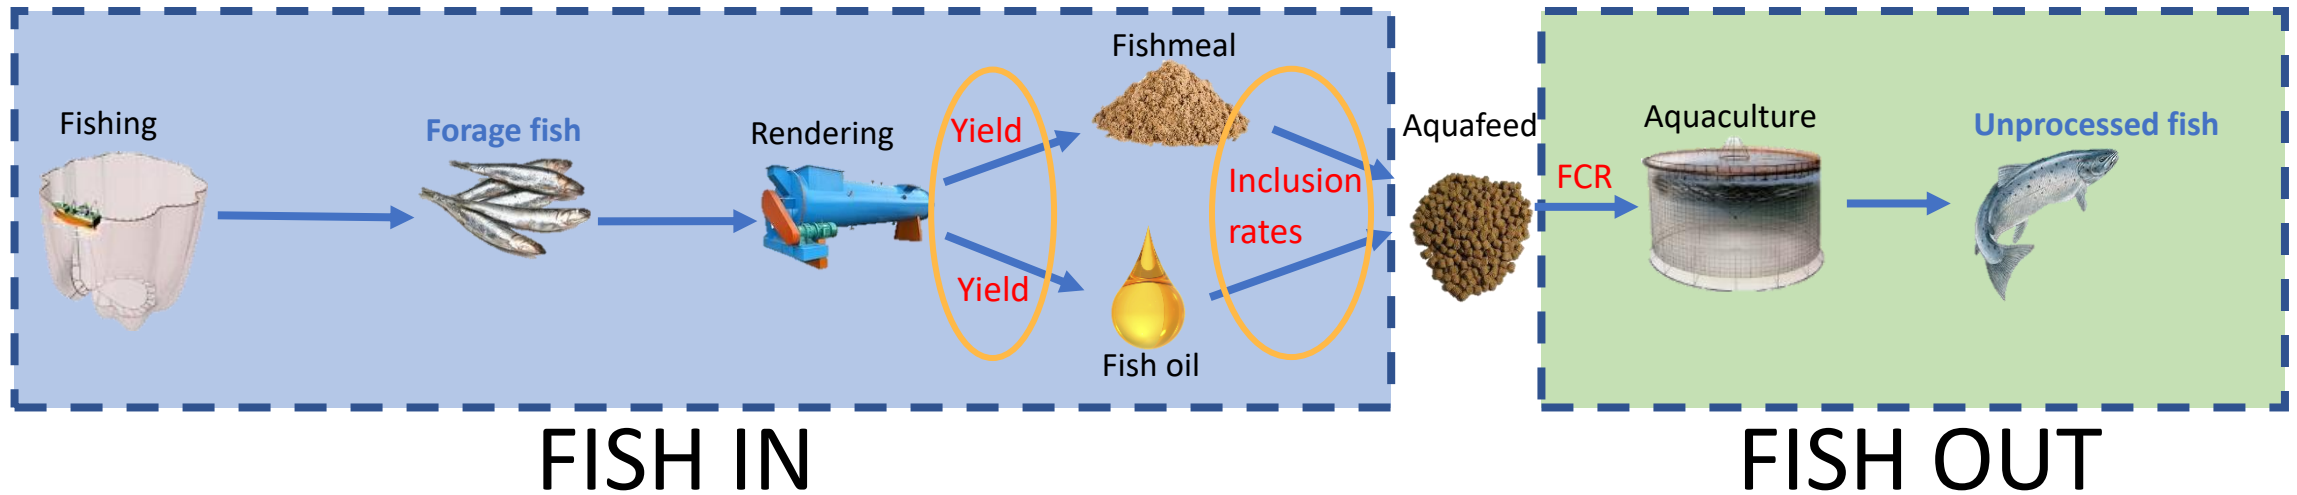 Fishing
Forage fish
Rendering
Yield
Yield
Fishmeal
Fish oil
Inclusion
rates
Aquafeed
FCR
Aquaculture
Unprocessed fish
FISH IN
FISH OUT